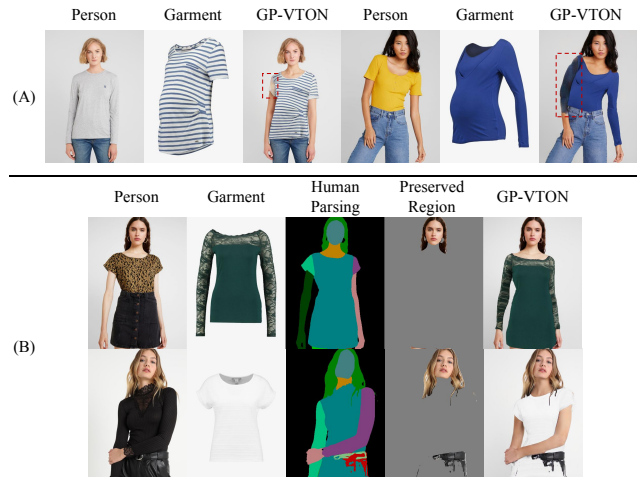 Person Garment GP-VTON Person Garment GP-VTON
(A)
Person Garment Human Parsing Preserved Region GP-VTON
(B)